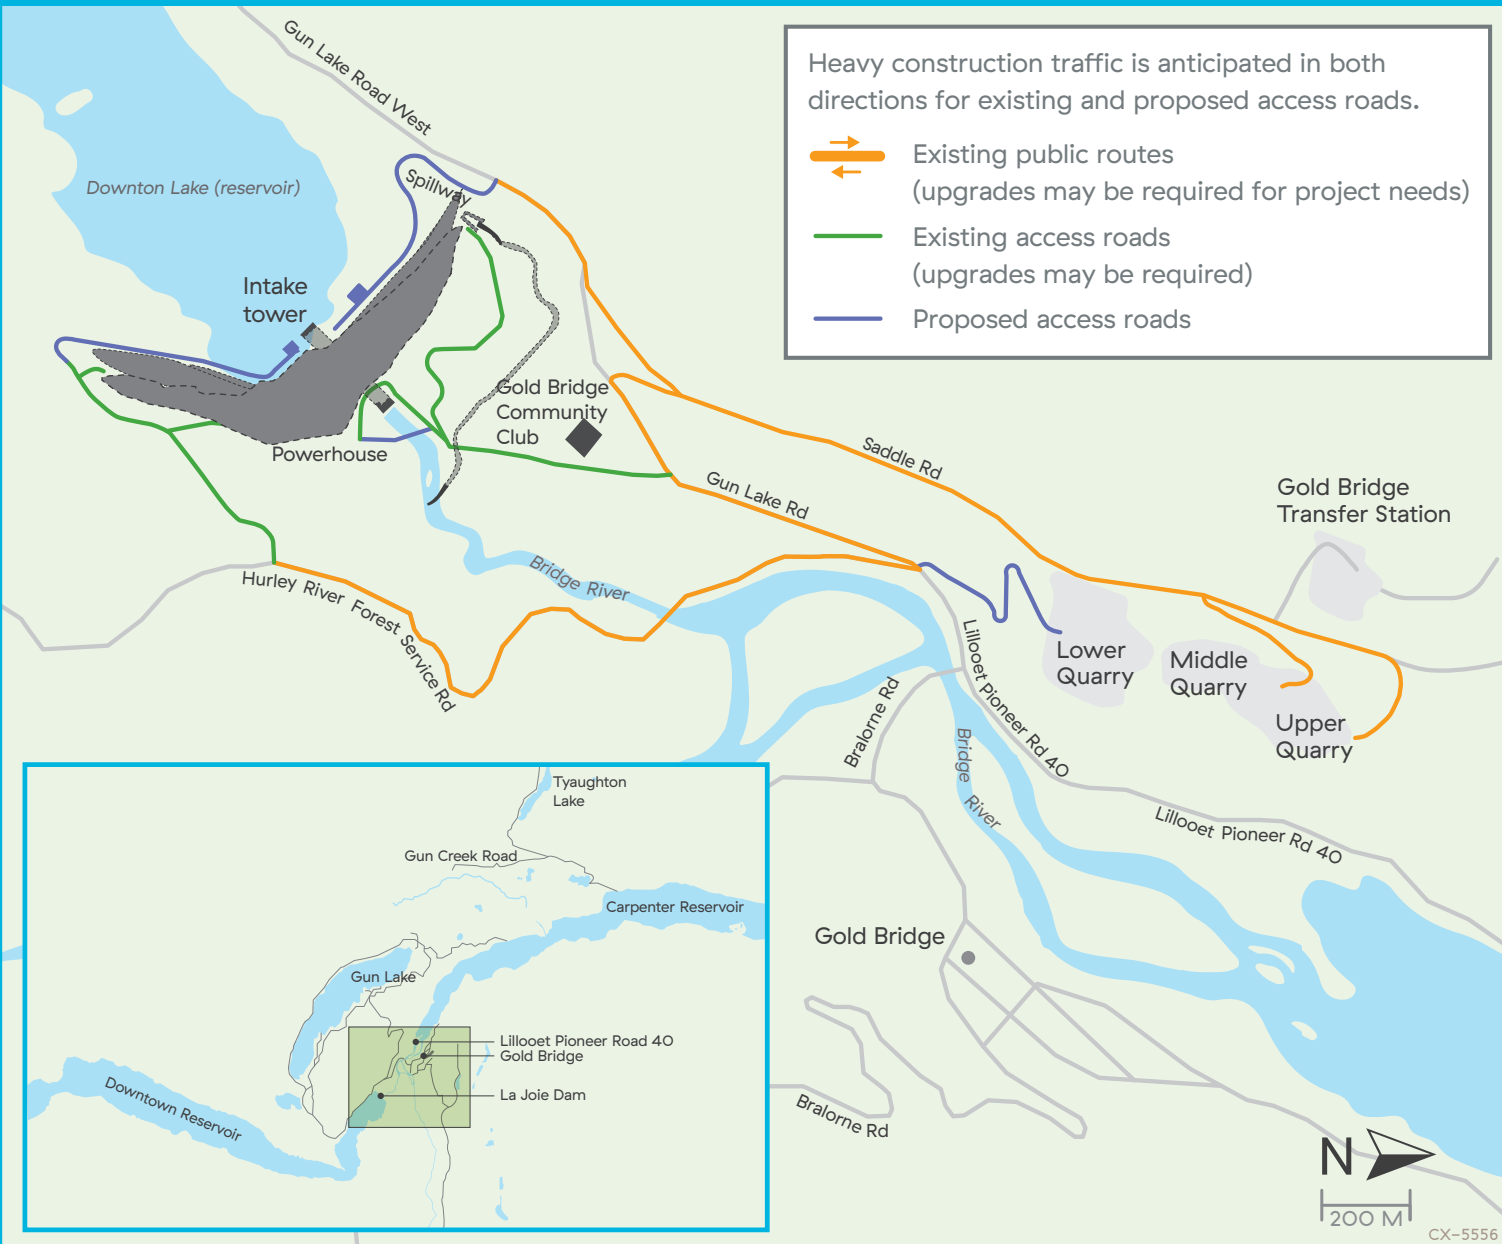 Gun Lake Road West
Heavy construction traffic is anticipated in both
directions for existing and proposed access roads.
Existing public routes
(upgrades may be required for project needs)
Existing access roads
(upgrades may be required)
Proposed access roads
Downton Lake (reservoir)
Spillway
Intake
tower
Gold Bridge
Community
Club
Powerhouse
Saddle Rd
Gun Lake Rd
Gold Bridge
Transfer Station
Bridge River
Hurley River Forest Service Rd
Lillooet Pioneer Rd 40
Lower
Quarry
Middle
Quarry
Upper
Quarry
Bralorne Rd
Bridge River
Lillooet Pioneer Rd 40
Gold Bridge
Bralorne Rd
Tyaughton
Lake
Gun Creek Road
Carpenter Reservoir
Gun Lake
Lillooet Pioneer Road 40
Gold Bridge
La Joie Dam
Downtown Reservoir
N
200 M
CX-5556